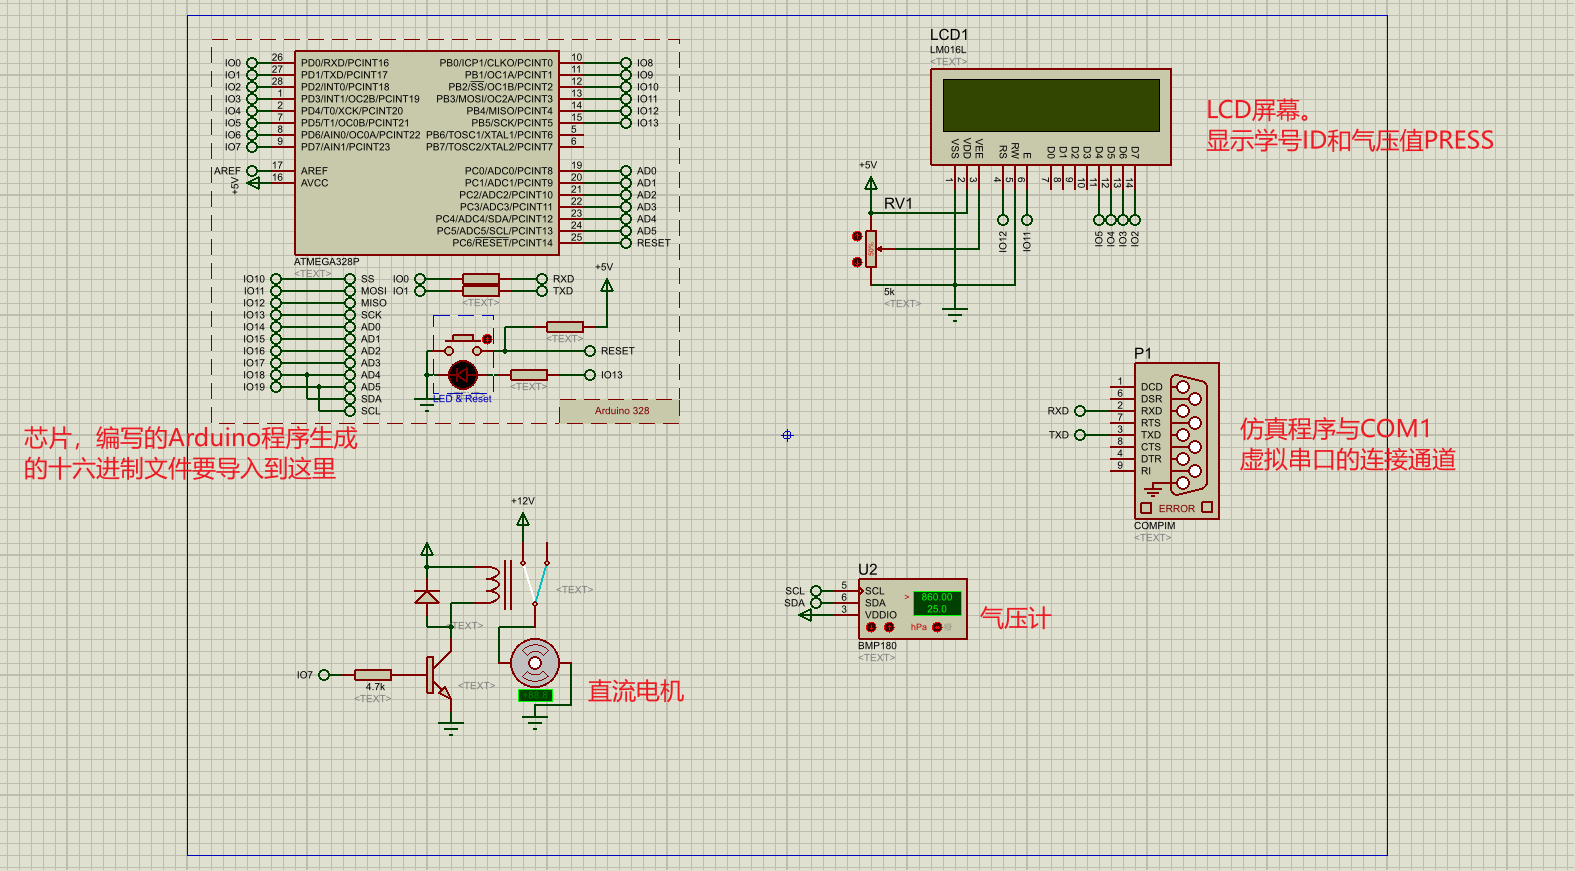 IO0 26 PD0/RXD/PCINT16 PB0/ICP1/CLKO/PCINT0 10 IO8
IO1 27 PD1/TXD/PCINT17 PB1/OC1A/PCINT1 11 IO9
IO2 28 PD2/INT0/PCINT18 PB2/SS/OC1B/PCINT2 12 IO10
IO3 1 PD3/INT1/OC2B/PCINT19 PB3/MOSI/OC2A/PCINT3 13 IO11
IO4 2 PD4/T0/XCK/PCINT20 PB4/MISO/PCINT4 14 IO12
IO5 7 PD5/T1/OC0B/PCINT21 PB5/SCK/PCINT5 15 IO13
IO6 8 PD6/AIN0/OC0A/PCINT22 PB6/TOSC1/XTAL1/PCINT6 5
IO7 9 PD7/AIN1/PCINT23 PB7/TOSC2/XTAL2/PCINT7 6
AREF 17 AREF PC0/ADC0/PCINT8 19 AD0
+5V 16 AVCC PC1/ADC1/PCINT9 20 AD1
PC2/ADC2/PCINT10 21 AD2
PC3/ADC3/PCINT11 22 AD3
PC4/ADC4/SDA/PCINT12 23 AD4
PC5/ADC5/SCL/PCINT13 24 AD5
PC6/RESET/PCINT14 25 RESET
ATMEGA328P
<TEXT>
IO10 SS IO0 RXD
IO11 MOSI IO1 TXD
IO12 MISO <TEXT>
IO13 SCK
IO14 AD0
IO15 AD1
IO16 AD2
IO17 AD3
IO18 AD4
IO19 AD5
SDA
SCL
+5V
<TEXT>
RESET
IO13
<TEXT>
LED & Reset
Arduino 328
芯片，编写的Arduino程序生成
的十六进制文件要导入到这里
LCD1
LM016L
<TEXT>
VSS VDD VEE RS RW E D0 D1 D2 D3 D4 D5 D6 D7
1 2 3 4 5 6 7 8 9 10 11 12 13 14
IO12 IO11 IO5 IO4 IO3 IO2
+5V
RV1
50%
5k
<TEXT>
LCD屏幕。
显示学号ID和气压值PRESS
P1
1 DCD
6 DSR
RXD 2 RXD
7 RTS
TXD 3 TXD
8 CTS
4 DTR
9 RI
ERROR
COMPIM
<TEXT>
仿真程序与COM1
虚拟串口的连接通道
+12V
<TEXT>
<TEXT>
IO7
4.7k
<TEXT>
<TEXT>
直流电机
U2
SCL 5 SCL
SDA 6 SDA
3 VDDIO
> 860.00
25.0
hPa
BMP180
<TEXT>
气压计